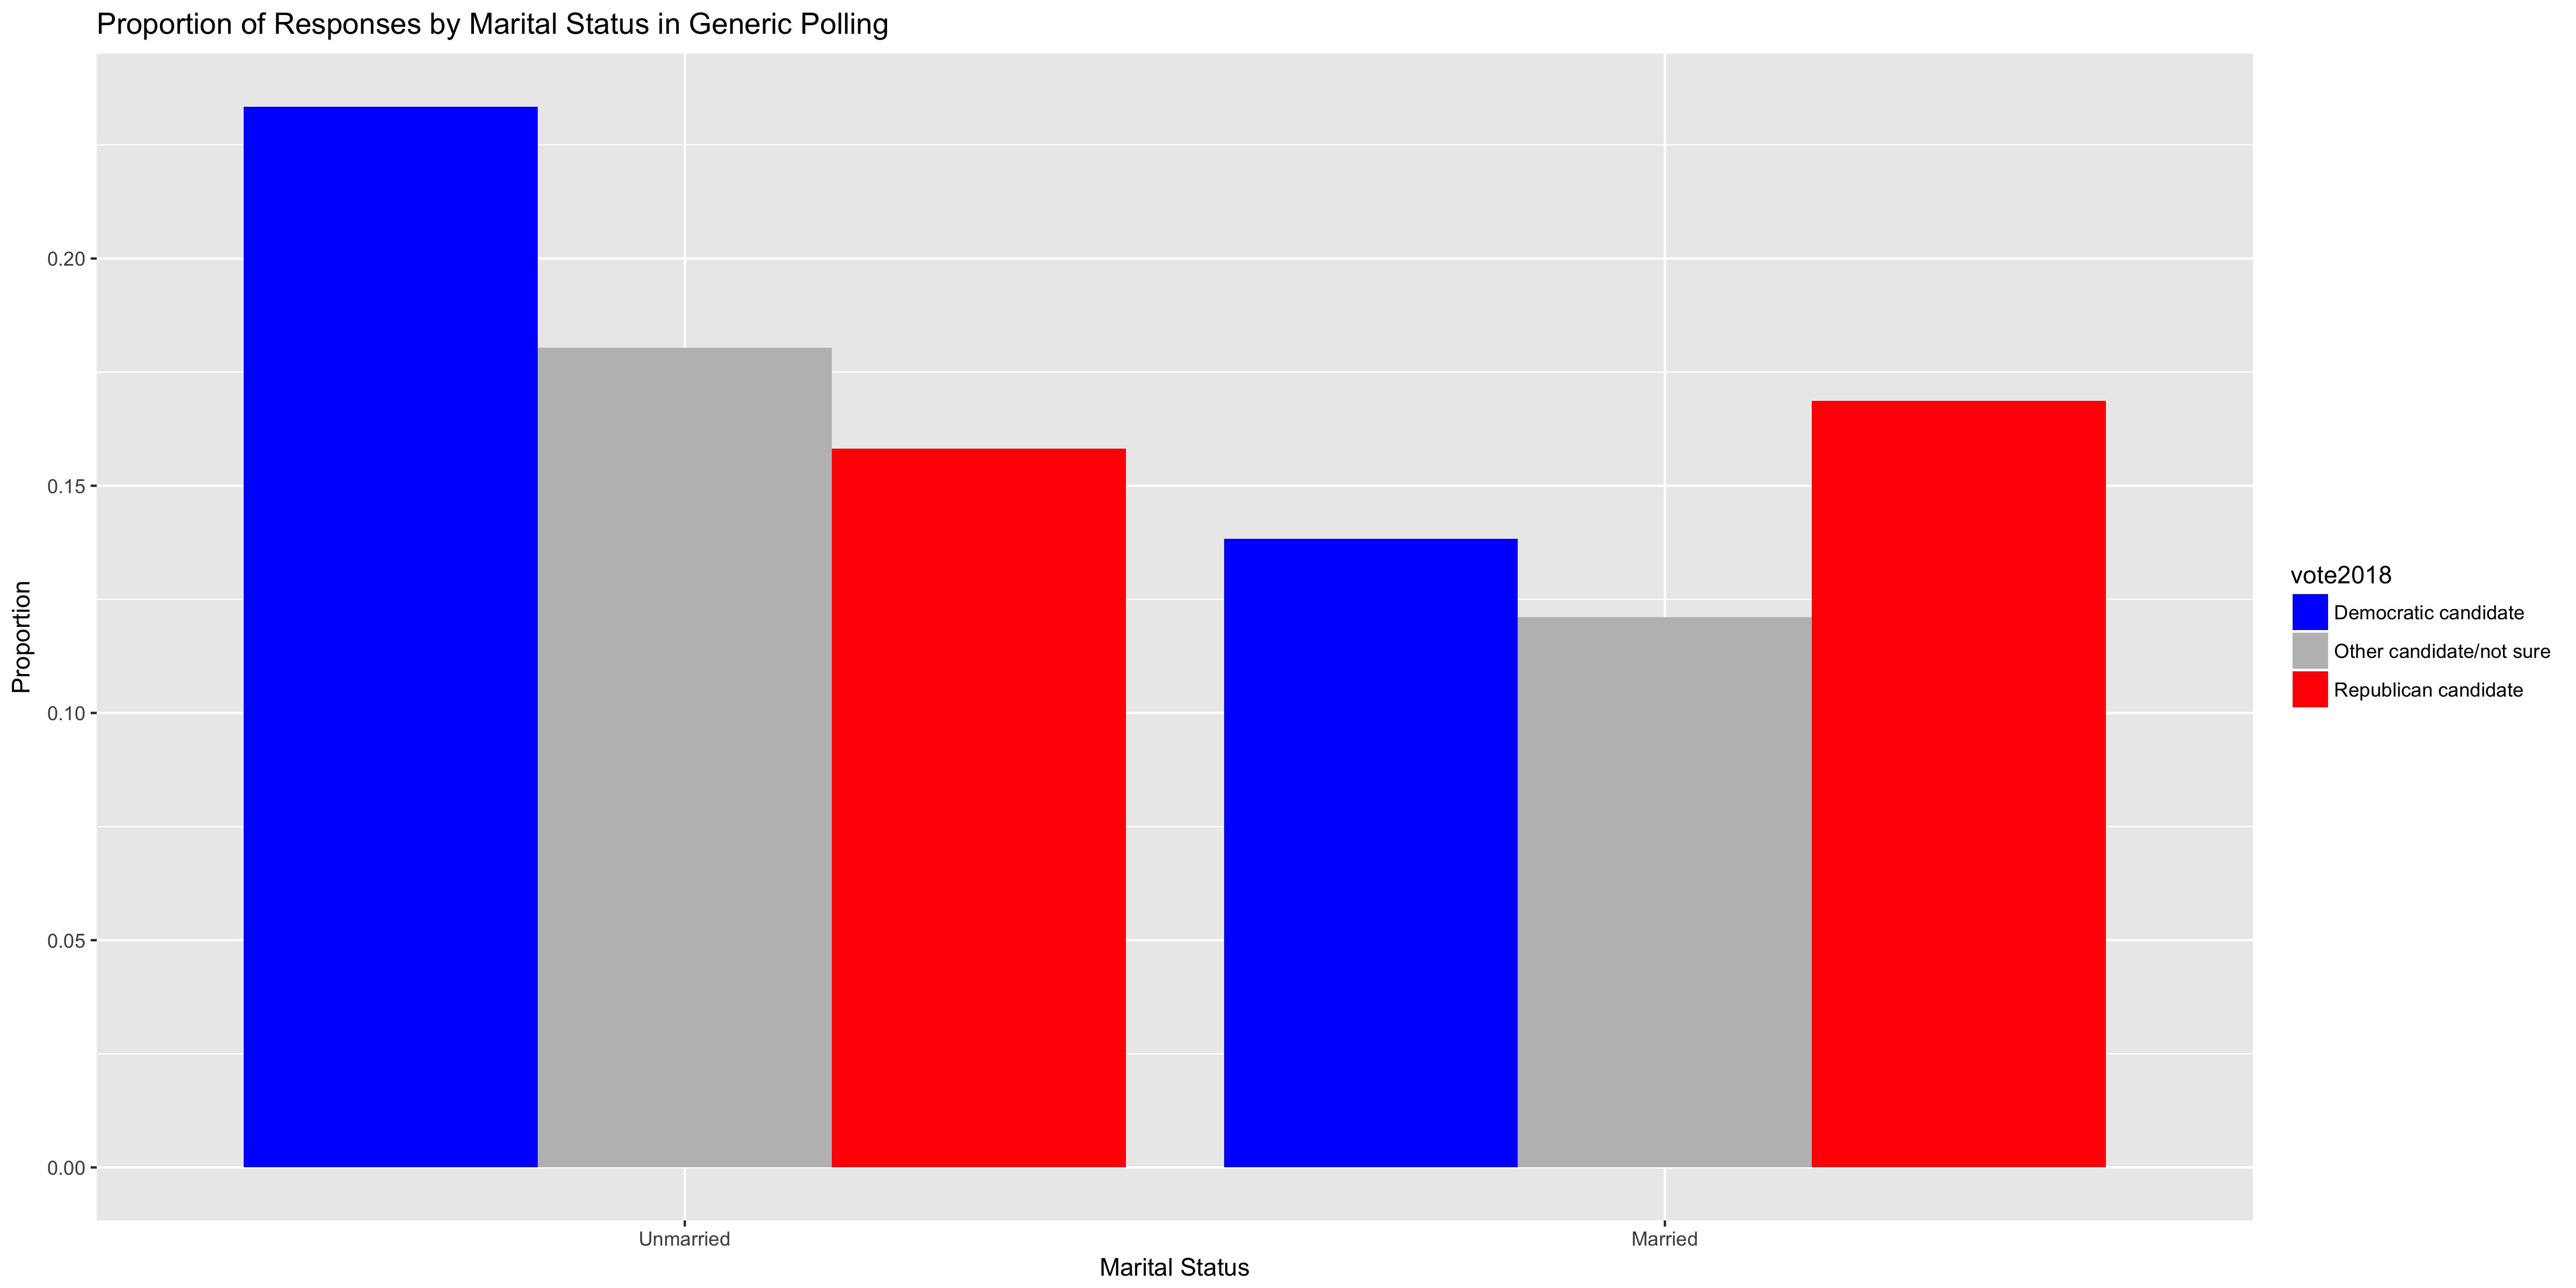 Proportion of Responses by Marital Status in Generic Polling
Proportion
0.20
0.15
0.10
0.05
0.00
Unmarried
Married
Marital Status
vote2018
Democratic candidate
Other candidate/not sure
Republican candidate